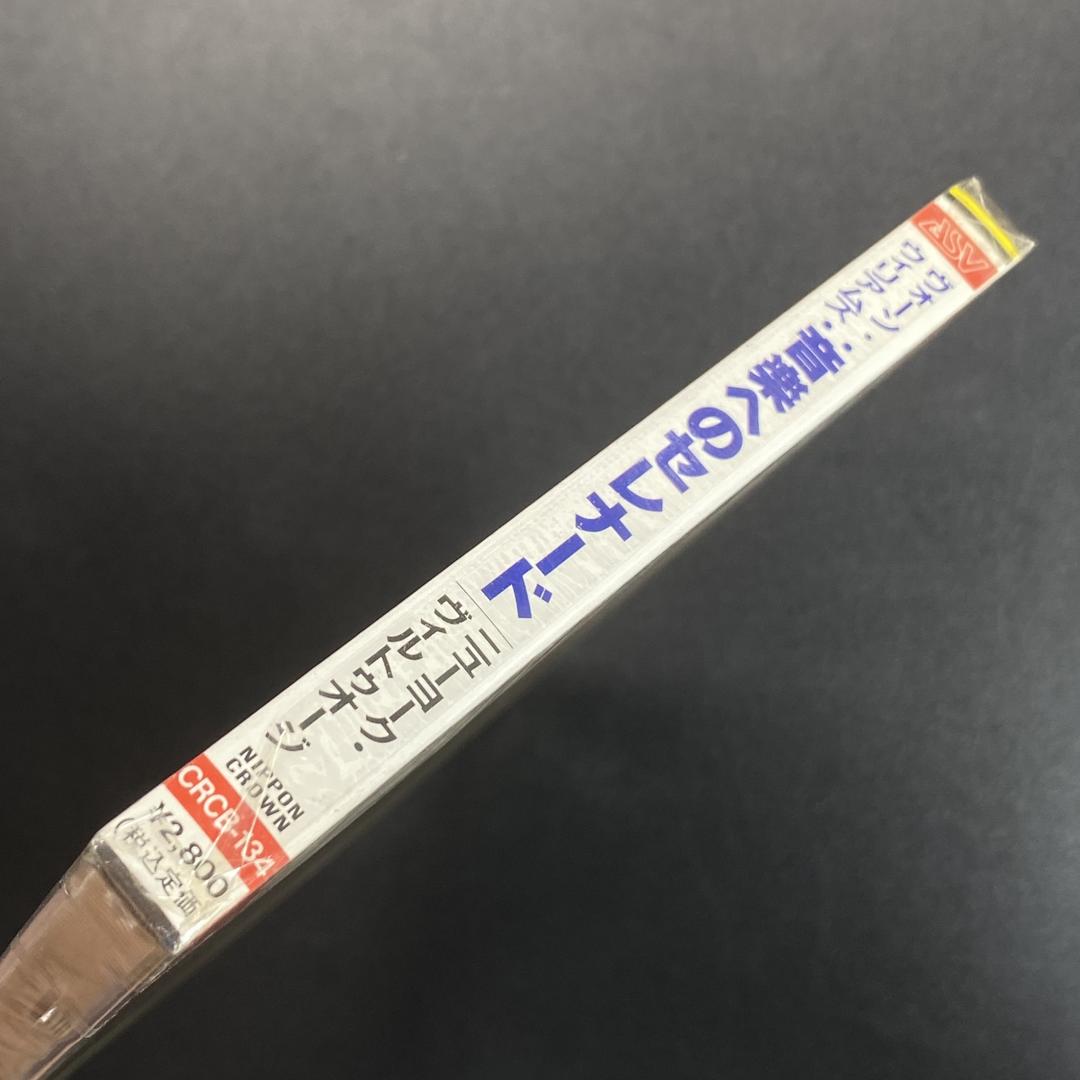 ASV
ヴォーン・
ウィリアムズ:
音楽へのセレナード
ニューヨーク・
ヴィルトゥオージ
NIPPON
CROWN
CRCB-134
¥2,800
(税込定価)